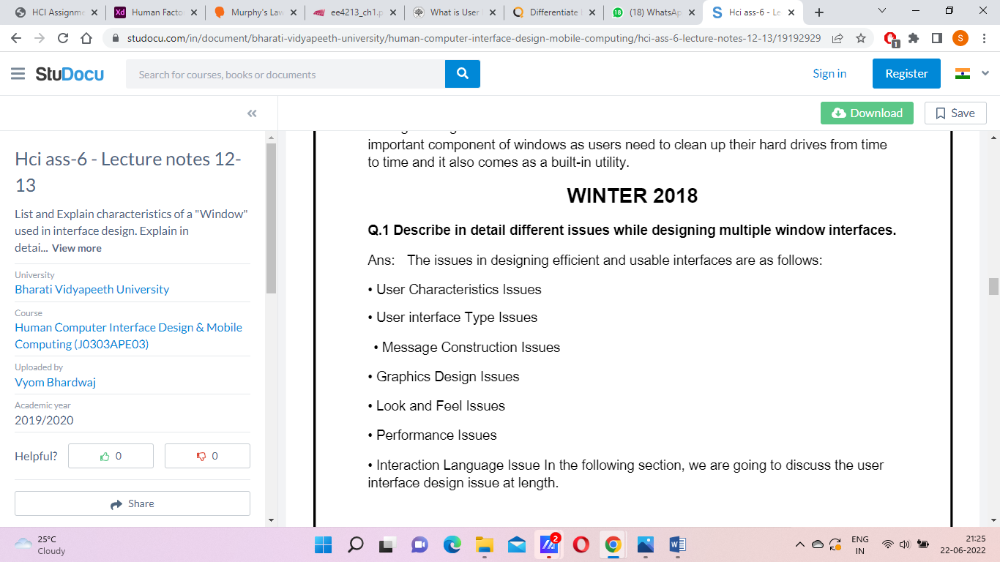 HCI Assignme
Human Facto
Murphy's Law
ee4213_ch1.p
What is User
Differentiate
(18) WhatsAp
Hci ass-6 - Le
studocu.com/in/document/bharati-vidyapeeth-university/human-computer-interface-design-mobile-computing/hci-ass-6-lecture-notes-12-13/19192929
StuDocu
Search for courses, books or documents
Sign in
Register
Download
Save
Hci ass-6 - Lecture notes 12-
13
List and Explain characteristics of a "Window"
used in interface design. Explain in
detai... View more
University
Bharati Vidyapeeth University
Course
Human Computer Interface Design & Mobile
Computing (J0303APE03)
Uploaded by
Vyom Bhardwaj
Academic year
2019/2020
Helpful?
0
0
Share
important component of windows as users need to clean up their hard drives from time
to time and it also comes as a built-in utility.
WINTER 2018
Q.1 Describe in detail different issues while designing multiple window interfaces.
Ans: The issues in designing efficient and usable interfaces are as follows:
• User Characteristics Issues
• User interface Type Issues
• Message Construction Issues
• Graphics Design Issues
• Look and Feel Issues
• Performance Issues
• Interaction Language Issue In the following section, we are going to discuss the user
interface design issue at length.
25°C
Cloudy
2
ENG
IN
21:25
22-06-2022